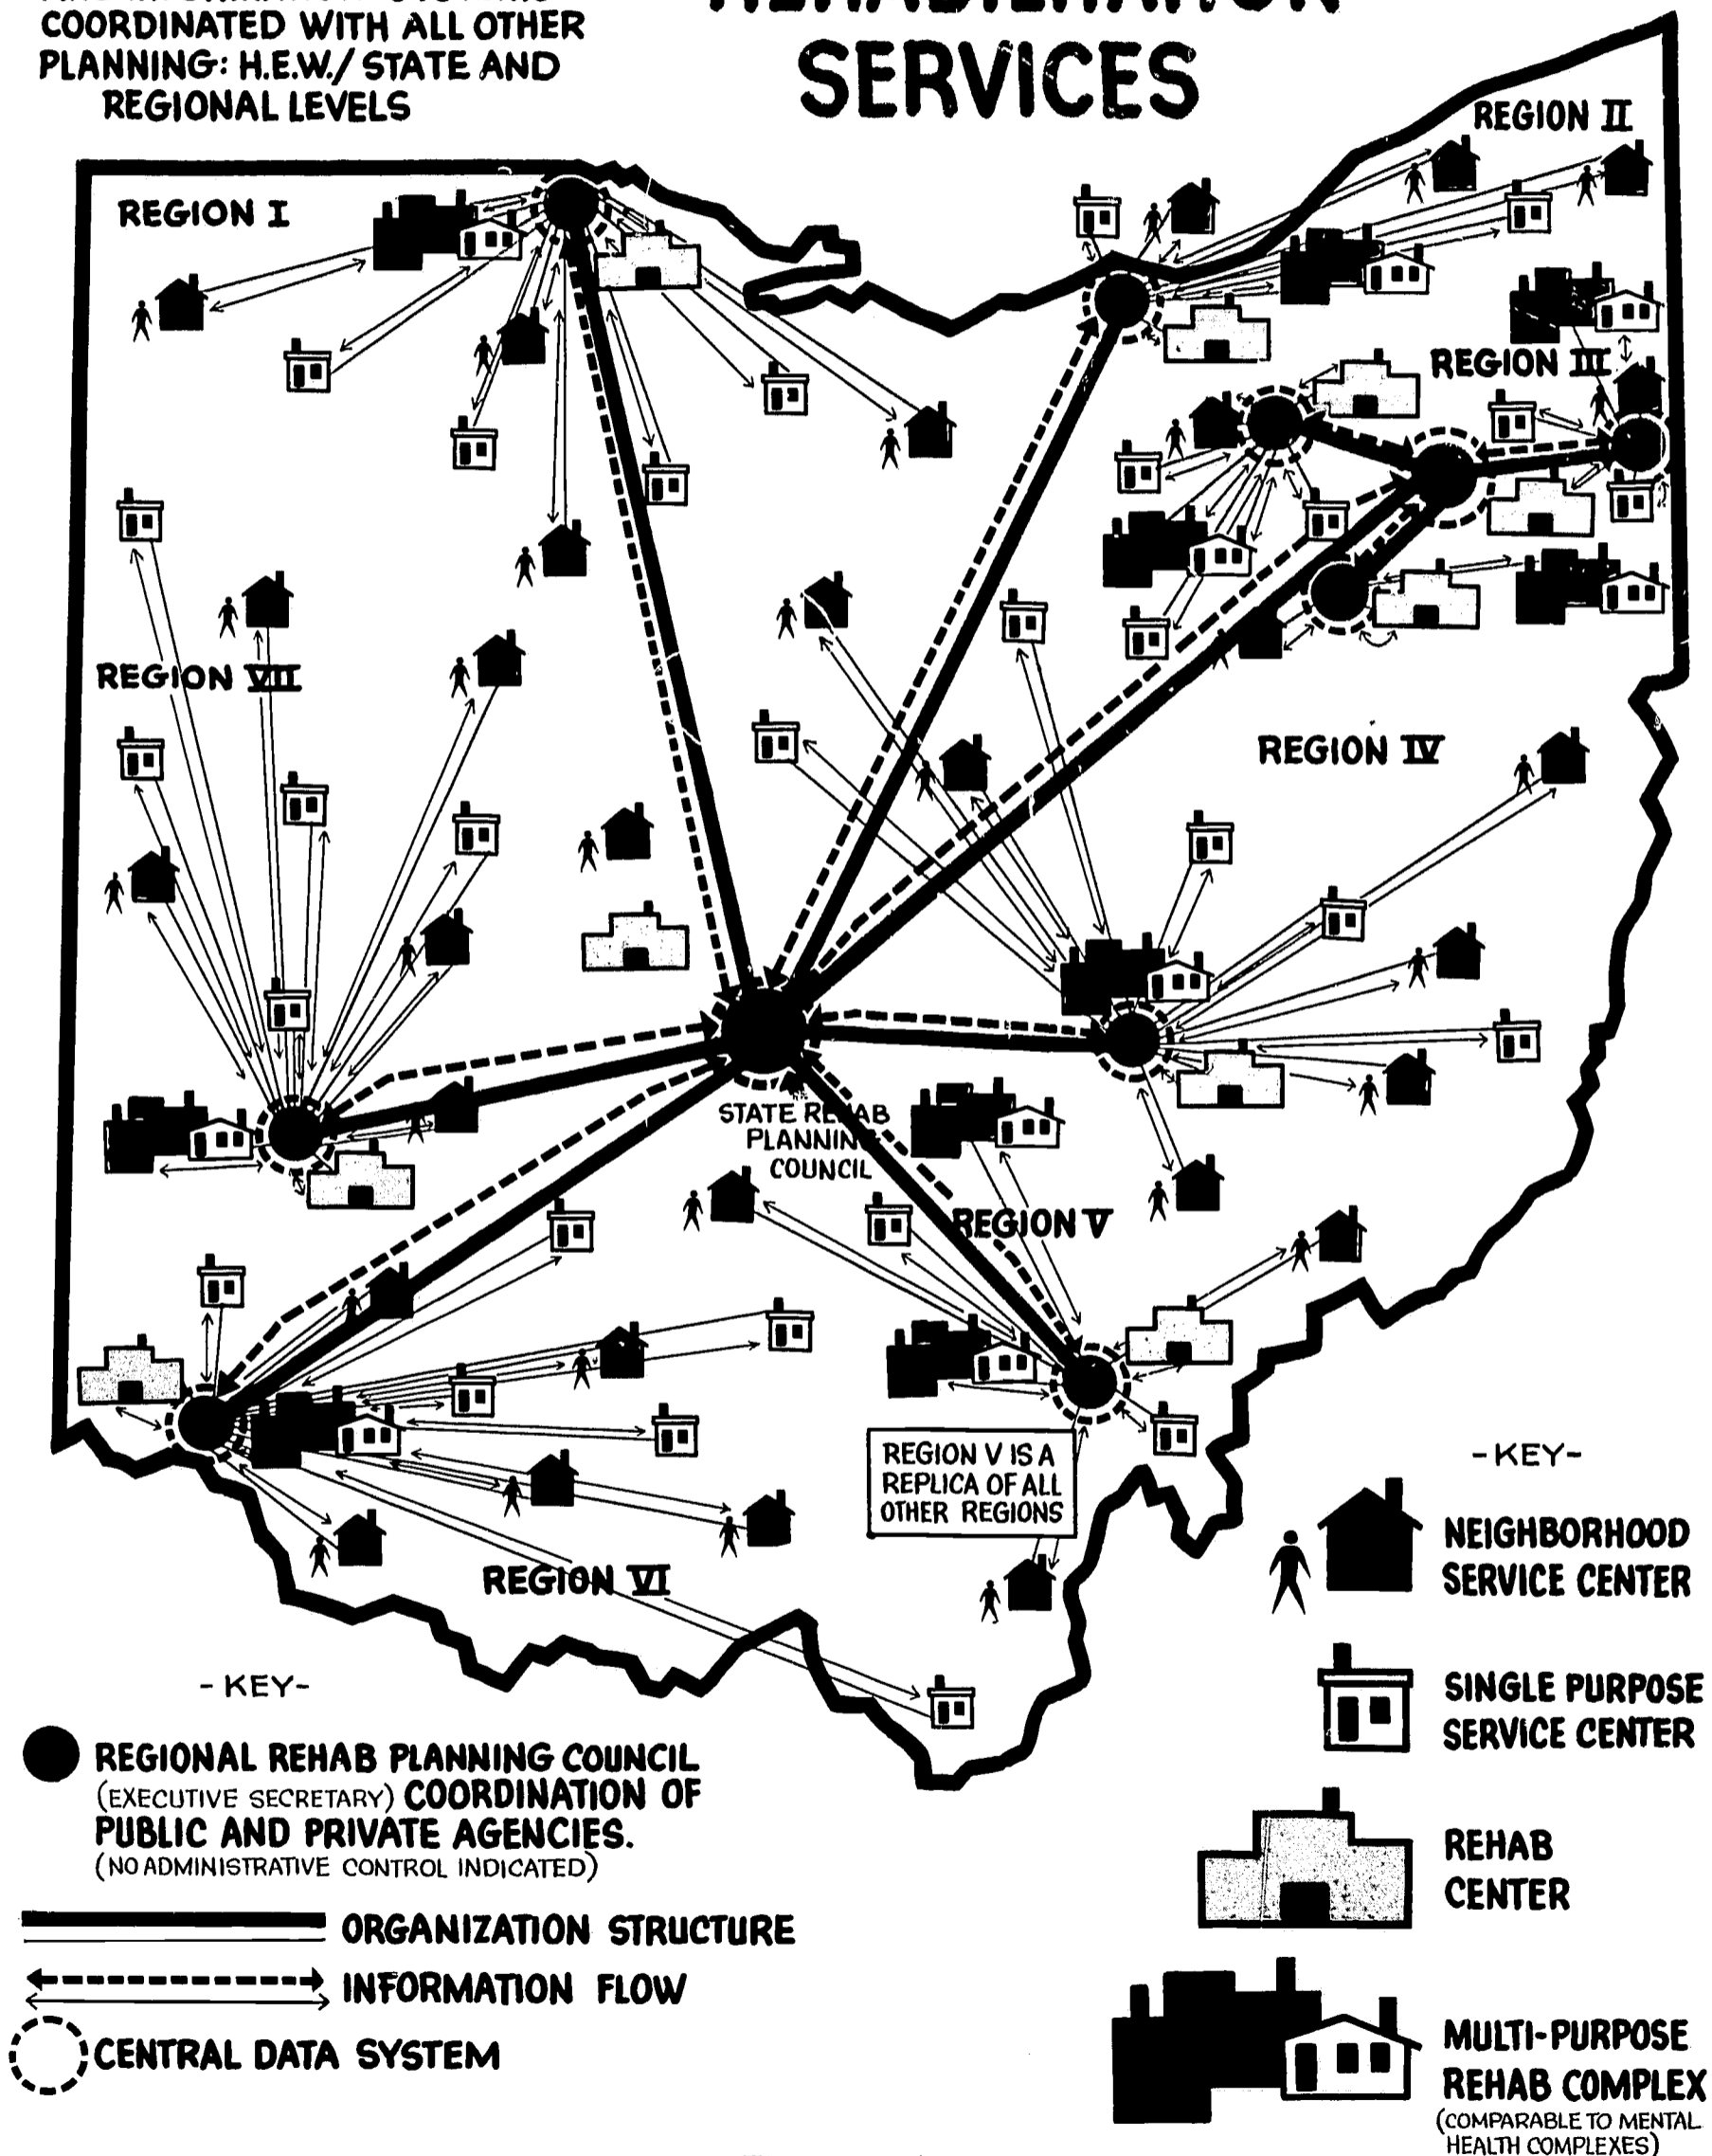 COORDINATED WITH ALL OTHER
PLANNING: H.E.W./STATE AND
REGIONAL LEVELS
REHABILITATION
SERVICES
REGION I
REGION II
REGION III
REGION VII
REGION IV
STATE REHAB
PLANNING
COUNCIL
REGION V
REGION V IS A
REPLICA OF ALL
OTHER REGIONS
REGION VI
-KEY-
REGIONAL REHAB PLANNING COUNCIL
(EXECUTIVE SECRETARY) COORDINATION OF
PUBLIC AND PRIVATE AGENCIES.
(NO ADMINISTRATIVE CONTROL INDICATED)
ORGANIZATION STRUCTURE
INFORMATION FLOW
CENTRAL DATA SYSTEM
-KEY-
NEIGHBORHOOD
SERVICE CENTER
SINGLE PURPOSE
SERVICE CENTER
REHAB
CENTER
MULTI-PURPOSE
REHAB COMPLEX
(COMPARABLE TO MENTAL
HEALTH COMPLEXES)